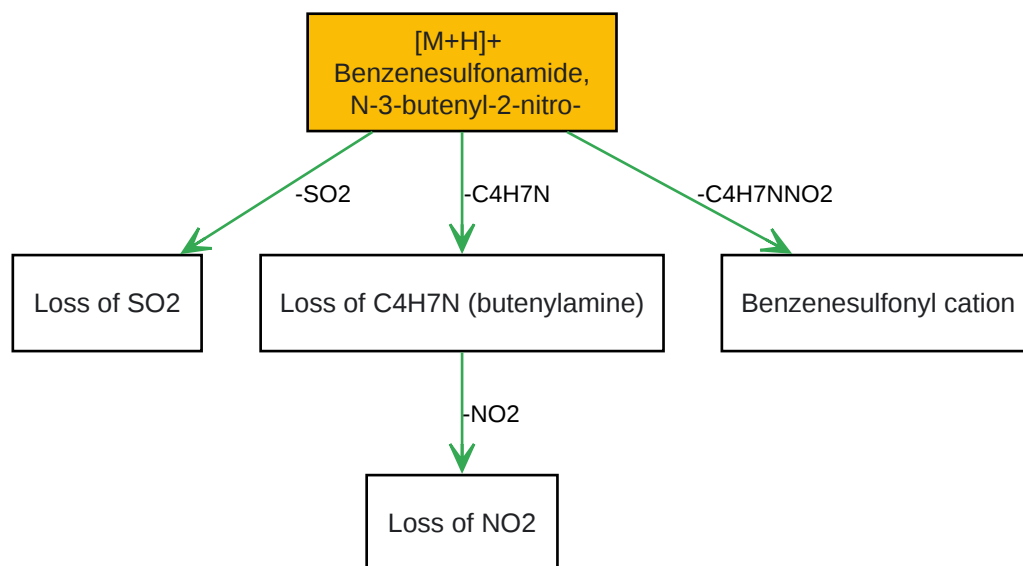 [M+H]+
Benzenesulfonamide,
N-3-butenyl-2-nitro-
-SO2
-C4H7N
-C4H7NNO2
Loss of SO2
Loss of C4H7N (butenylamine)
Benzenesulfonyl cation
-NO2
Loss of NO2